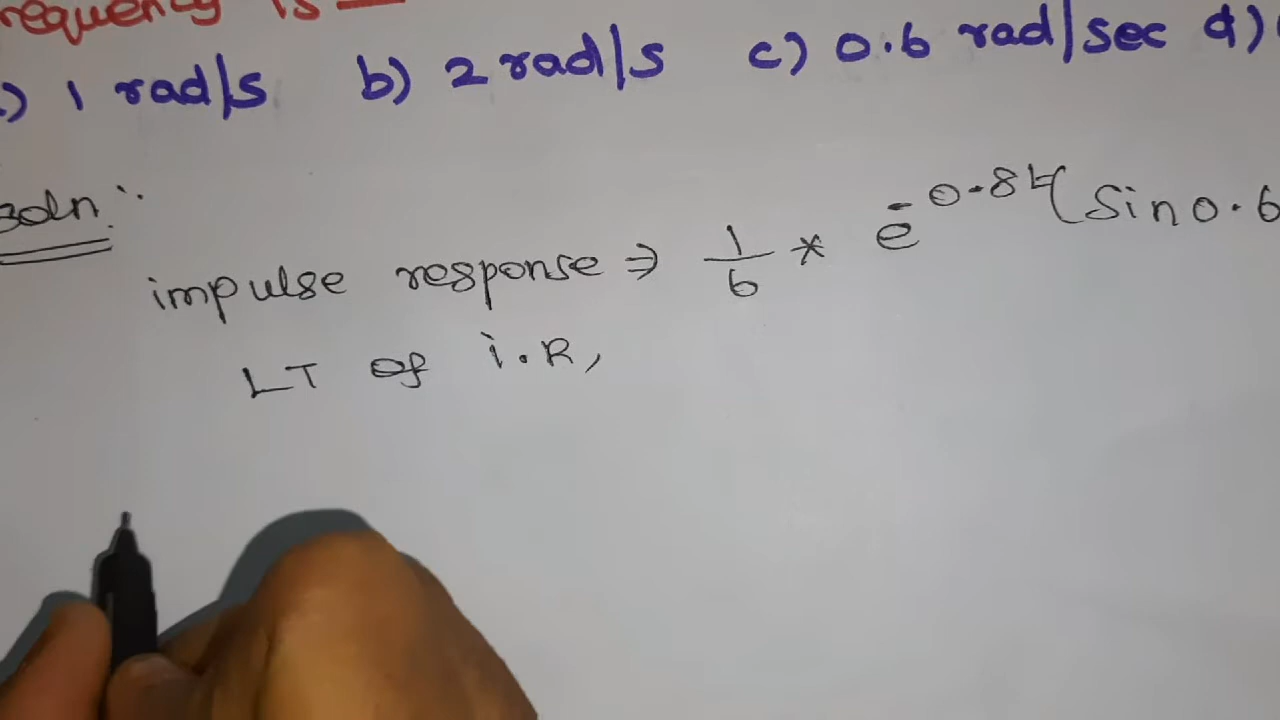 requency is
.) 1 rad/s b) 2 rad/s c) 0.6 rad/sec d)
Soln:
impulse response ⇒ 1/6 * e^-0.8t (sin 0.6
LT of i.R,